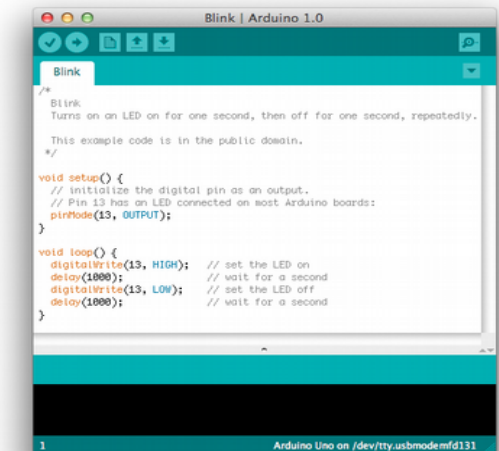 Blink | Arduino 1.0
Blink
/*
  Blink
  Turns on an LED on for one second, then off for one second, repeatedly.

  This example code is in the public domain.
 */

void setup() {
  // initialize the digital pin as an output.
  // Pin 13 has an LED connected on most Arduino boards:
  pinMode(13, OUTPUT);
}

void loop() {
  digitalWrite(13, HIGH);   // set the LED on
  delay(1000);              // wait for a second
  digitalWrite(13, LOW);    // set the LED off
  delay(1000);              // wait for a second
}
1 Arduino Uno on /dev/tty.usbmodemfd131